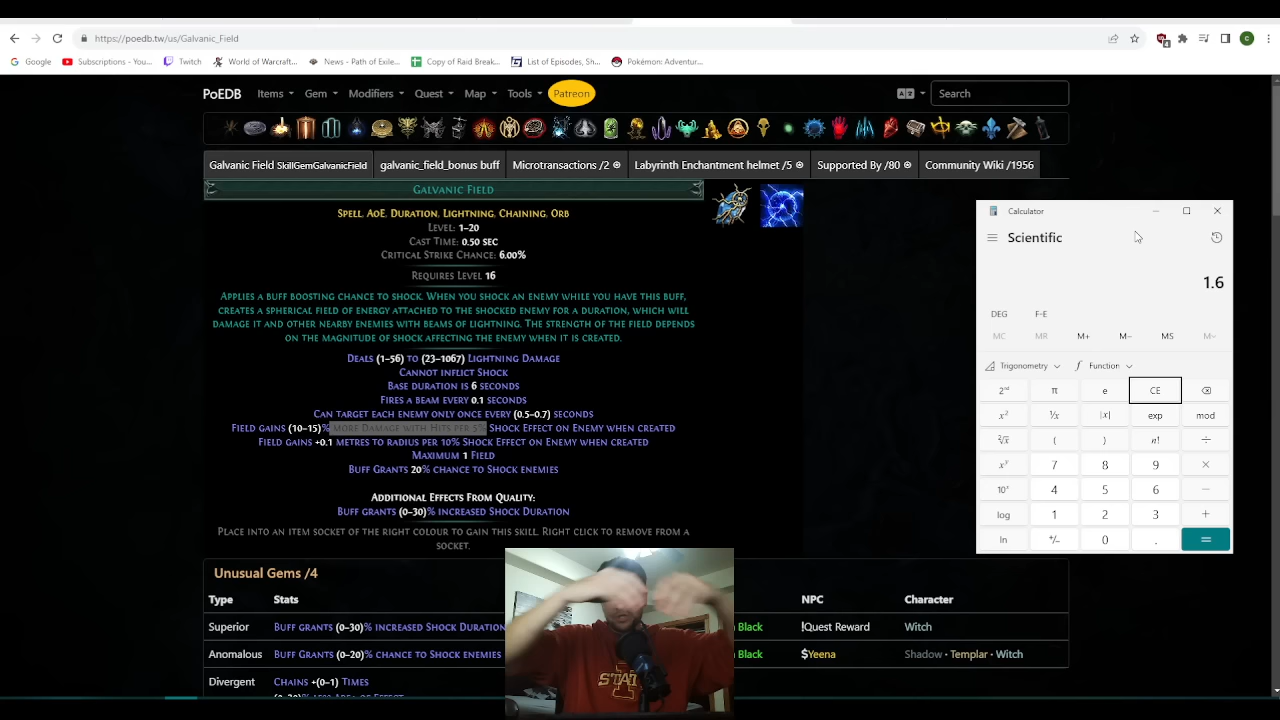 https://poedb.tw/us/Galvanic_Field
Google
Subscriptions - You...
Twitch
World of Warcraft...
News - Path of Exile...
Copy of Raid Break...
List of Episodes, Sh...
Pokémon: Adventur...
PoEDB
Items
Gem
Modifiers
Quest
Map
Tools
Patreon
Search
Galvanic Field SkillGemGalvanicField
galvanic_field_bonus buff
Microtransactions /2
Labyrinth Enchantment helmet /5
Supported By /80
Community Wiki /1956
Galvanic Field
Spell, AoE, Duration, Lightning, Chaining, Orb
Level: 1–20
Cast Time: 0.50 sec
Critical Strike Chance: 6.00%
Requires Level 16
Applies a buff boosting chance to shock. When you shock an enemy while you have this buff,
creates a spherical field of energy attached to the shocked enemy for a duration, which will
damage it and other nearby enemies with beams of lightning. The strength of the field depends
on the magnitude of shock affecting the enemy when it is created.
Deals (1–56) to (23–1067) Lightning Damage
Cannot inflict Shock
Base duration is 6 seconds
Fires a beam every 0.1 seconds
Can target each enemy only once every (0.5–0.7) seconds
Field gains (10–15)% more Damage with Hits per 5% Shock Effect on Enemy when created
Field gains +0.1 metres to radius per 10% Shock Effect on Enemy when created
Maximum 1 Field
Buff Grants 20% chance to Shock enemies
Additional Effects From Quality:
Buff grants (0–30)% increased Shock Duration
Place into an item socket of the right colour to gain this skill. Right click to remove from a
socket.
Unusual Gems /4
Type Stats NPC Character
Superior Buff grants (0–30)% increased Shock Duration Black !Quest Reward Witch
Anomalous Buff Grants (0–20)% chance to Shock enemies Black $Yeena Shadow · Templar · Witch
Divergent Chains +(0–1) Times
Calculator
Scientific
1.6
DEG F-E
MC MR M+ M− MS M˅
Trigonometry Function
2nd π e CE
x² ¹/x |x| exp mod
²√x ( ) n! ÷
xʸ 7 8 9 ×
10ˣ 4 5 6 −
log 1 2 3 +
ln +/− 0 . =
STAT